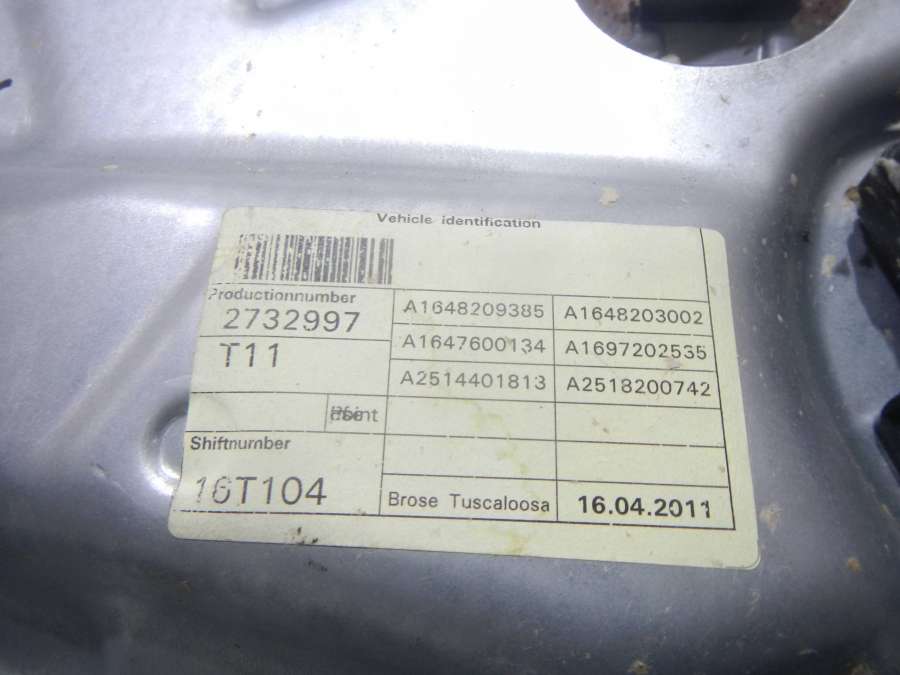 Vehicle identification
Productionnumber
2732997
A1648209385 A1648203002
T11
A1647600134 A1697202535
A2514401813 A2518200742
Shiftnumber
16T104
Brose Tuscaloosa 16.04.2011